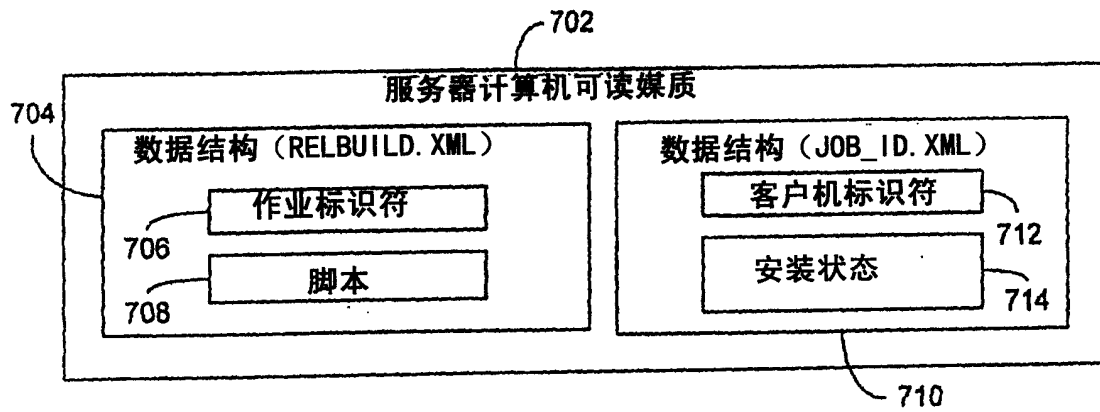 702
服务器计算机可读媒质
704
数据结构（RELBUILD.XML）
作业标识符
706
脚本
708
数据结构（JOB_ID.XML）
客户机标识符
712
安装状态
714
710